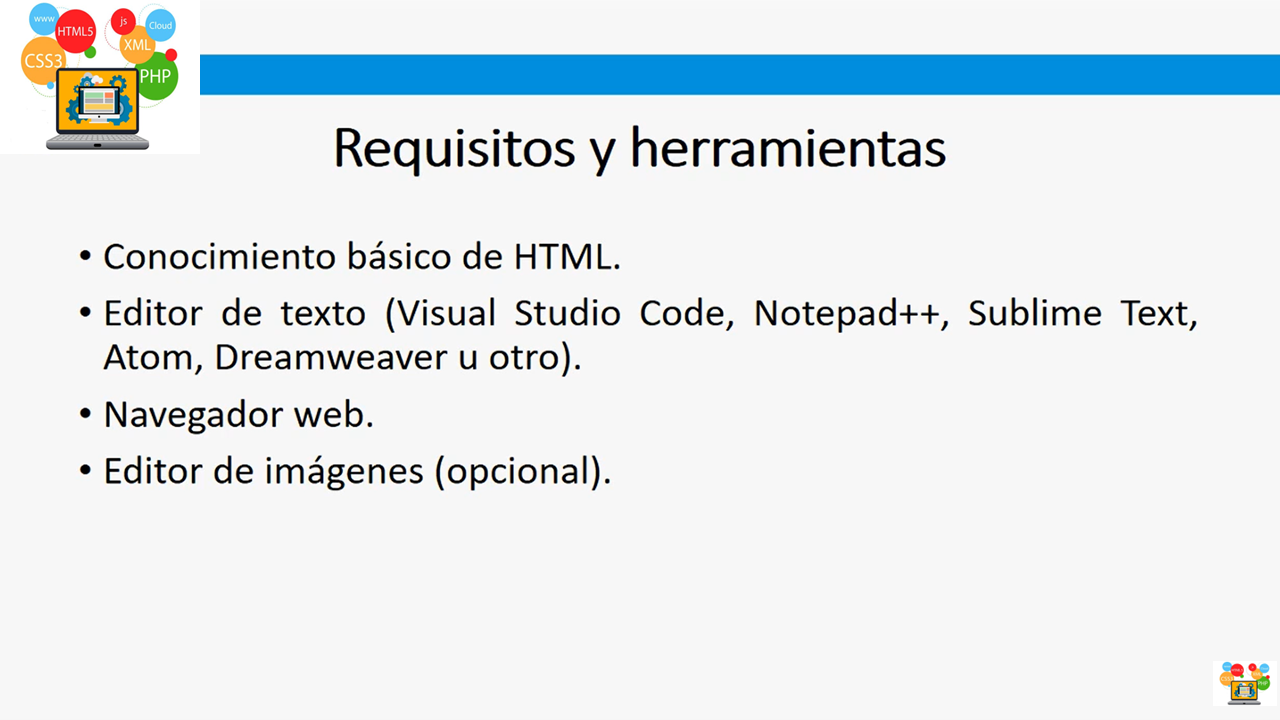 www
HTML5
js
Cloud
XML
CSS3
PHP
Requisitos y herramientas
• Conocimiento básico de HTML.
• Editor de texto (Visual Studio Code, Notepad++, Sublime Text,
Atom, Dreamweaver u otro).
• Navegador web.
• Editor de imágenes (opcional).